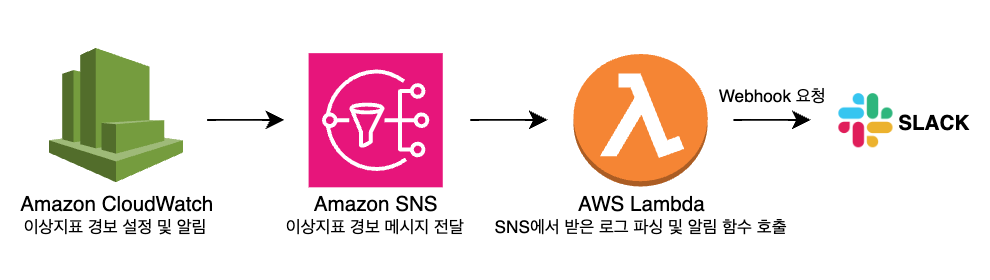 Webhook 요청
SLACK
Amazon CloudWatch
이상지표 경보 설정 및 알림
Amazon SNS
이상지표 경보 메시지 전달
AWS Lambda
SNS에서 받은 로그 파싱 및 알림 함수 호출